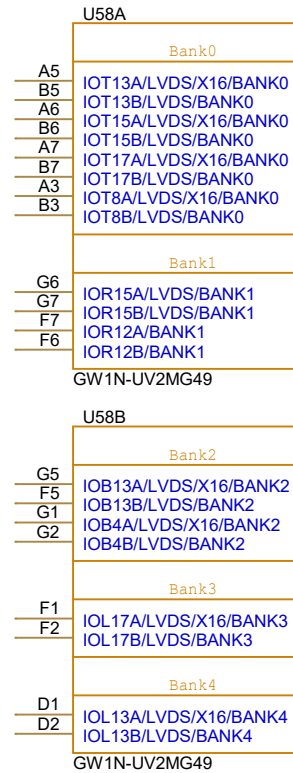 U58A
Bank0
A5 IOT13A/LVDS/X16/BANK0
B5 IOT13B/LVDS/BANK0
A6 IOT15A/LVDS/X16/BANK0
B6 IOT15B/LVDS/BANK0
A7 IOT17A/LVDS/X16/BANK0
B7 IOT17B/LVDS/BANK0
A3 IOT8A/LVDS/X16/BANK0
B3 IOT8B/LVDS/BANK0
Bank1
G6 IOR15A/LVDS/BANK1
G7 IOR15B/LVDS/BANK1
F7 IOR12A/BANK1
F6 IOR12B/BANK1
GW1N-UV2MG49
U58B
Bank2
G5 IOB13A/LVDS/X16/BANK2
F5 IOB13B/LVDS/BANK2
G1 IOB4A/LVDS/X16/BANK2
G2 IOB4B/LVDS/BANK2
Bank3
F1 IOL17A/LVDS/X16/BANK3
F2 IOL17B/LVDS/BANK3
Bank4
D1 IOL13A/LVDS/X16/BANK4
D2 IOL13B/LVDS/BANK4
GW1N-UV2MG49